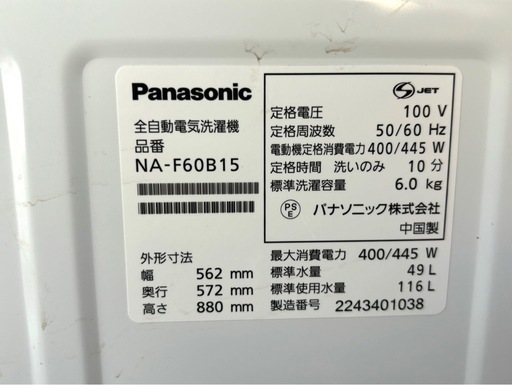 Panasonic
全自動電気洗濯機
品番
NA-F60B15
外形寸法
幅 562 mm
奥行 572 mm
高さ 880 mm
S JET
定格電圧 100 V
定格周波数 50/60 Hz
電動機定格消費電力 400/445 W
定格時間 洗いのみ 10 分
標準洗濯容量 6.0 kg
PS E パナソニック株式会社
中国製
最大消費電力 400/445 W
標準水量 49 L
標準使用水量 116 L
製造番号 2243401038